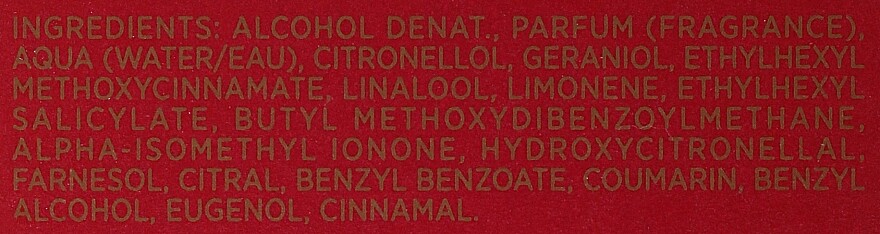 INGREDIENTS: ALCOHOL DENAT., PARFUM (FRAGRANCE),
AQUA (WATER/EAU), CITRONELLOL, GERANIOL, ETHYLHEXYL
METHOXYCINNAMATE, LINALOOL, LIMONENE, ETHYLHEXYL
SALICYLATE, BUTYL METHOXYDIBENZOYLMETHANE,
ALPHA-ISOMETHYL IONONE, HYDROXYCITRONELLAL,
FARNESOL, CITRAL, BENZYL BENZOATE, COUMARIN, BENZYL
ALCOHOL, EUGENOL, CINNAMAL.